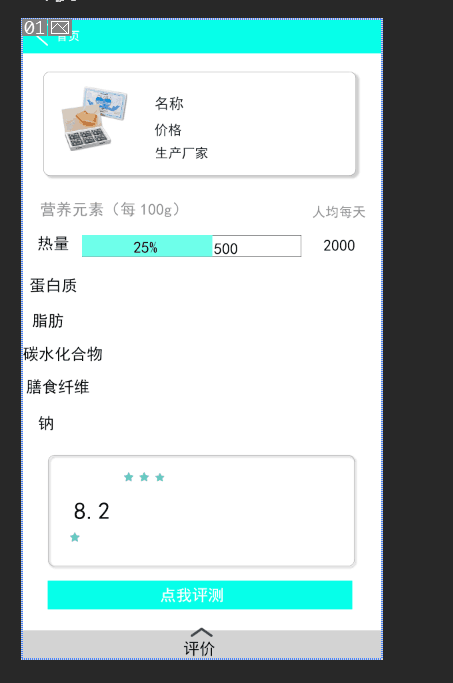 01
首页
名称
价格
生产厂家
营养元素（每 100g）
人均每天
热量 25% 500 2000
蛋白质
脂肪
碳水化合物
膳食纤维
钠
8.2
点我评测
评价